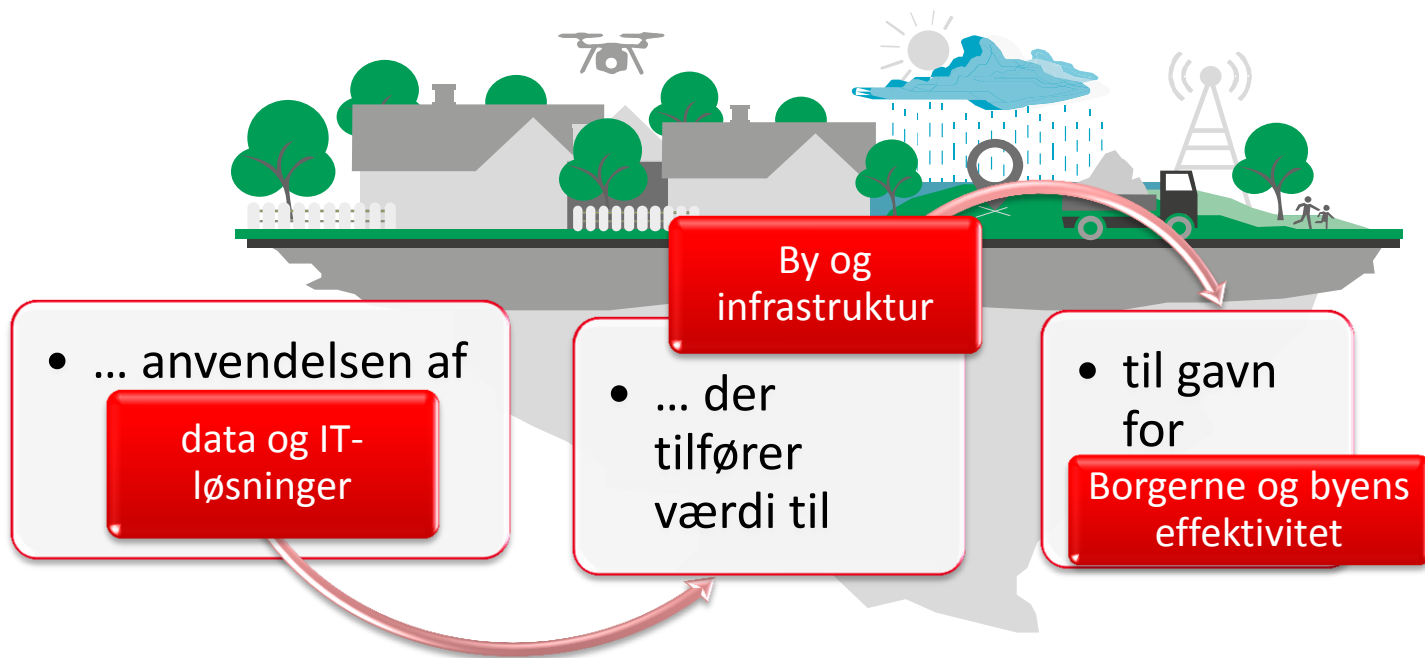 • ... anvendelsen af
data og IT-
løsninger
• ... der
tilfører
værdi til
By og
infrastruktur
• til gavn
for
Borgerne og byens
effektivitet